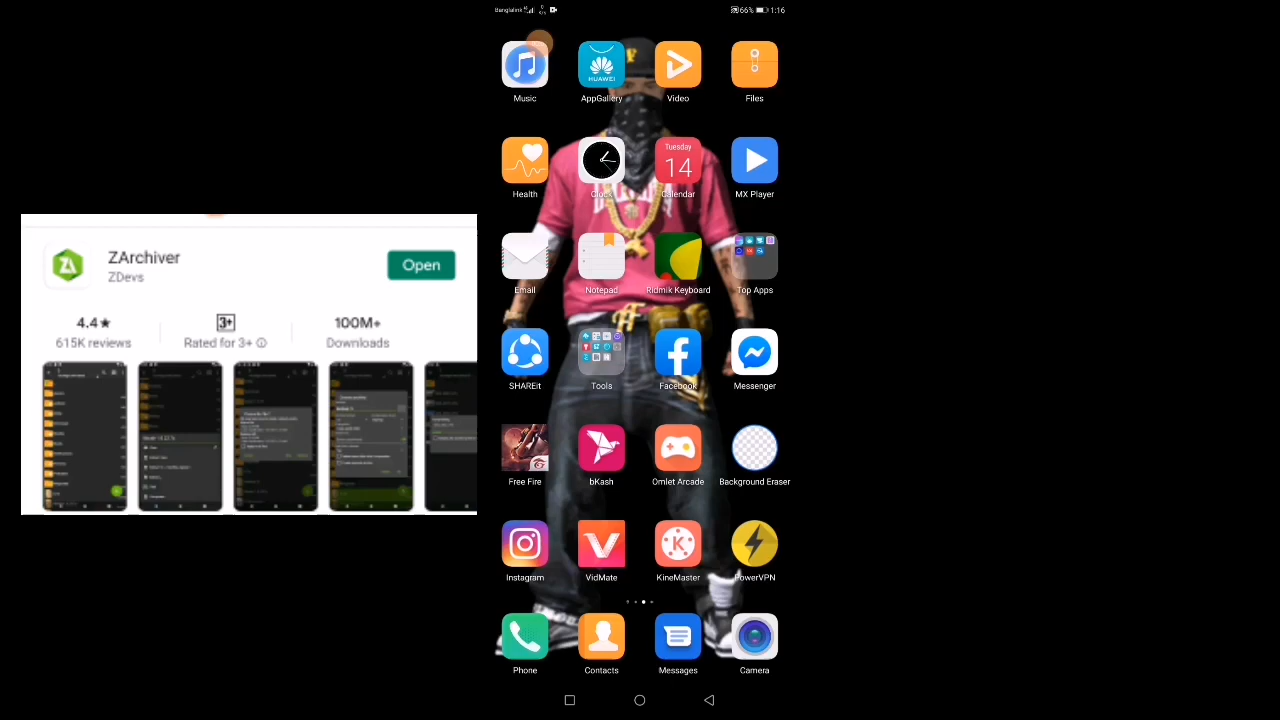 ZArchiver
ZDevs
Open
4.4★
3+
100M+
615K reviews
Rated for 3+
Downloads
Banglalink
66%
1:16
HUAWEI
Music
AppGallery
Video
Files
Tuesday
14
Health
Clock
Calendar
MX Player
Email
Notepad
Ridmik Keyboard
Top Apps
SHAREit
Tools
Facebook
Messenger
Free Fire
bKash
Omlet Arcade
Background Eraser
Instagram
VidMate
KineMaster
PowerVPN
Phone
Contacts
Messages
Camera